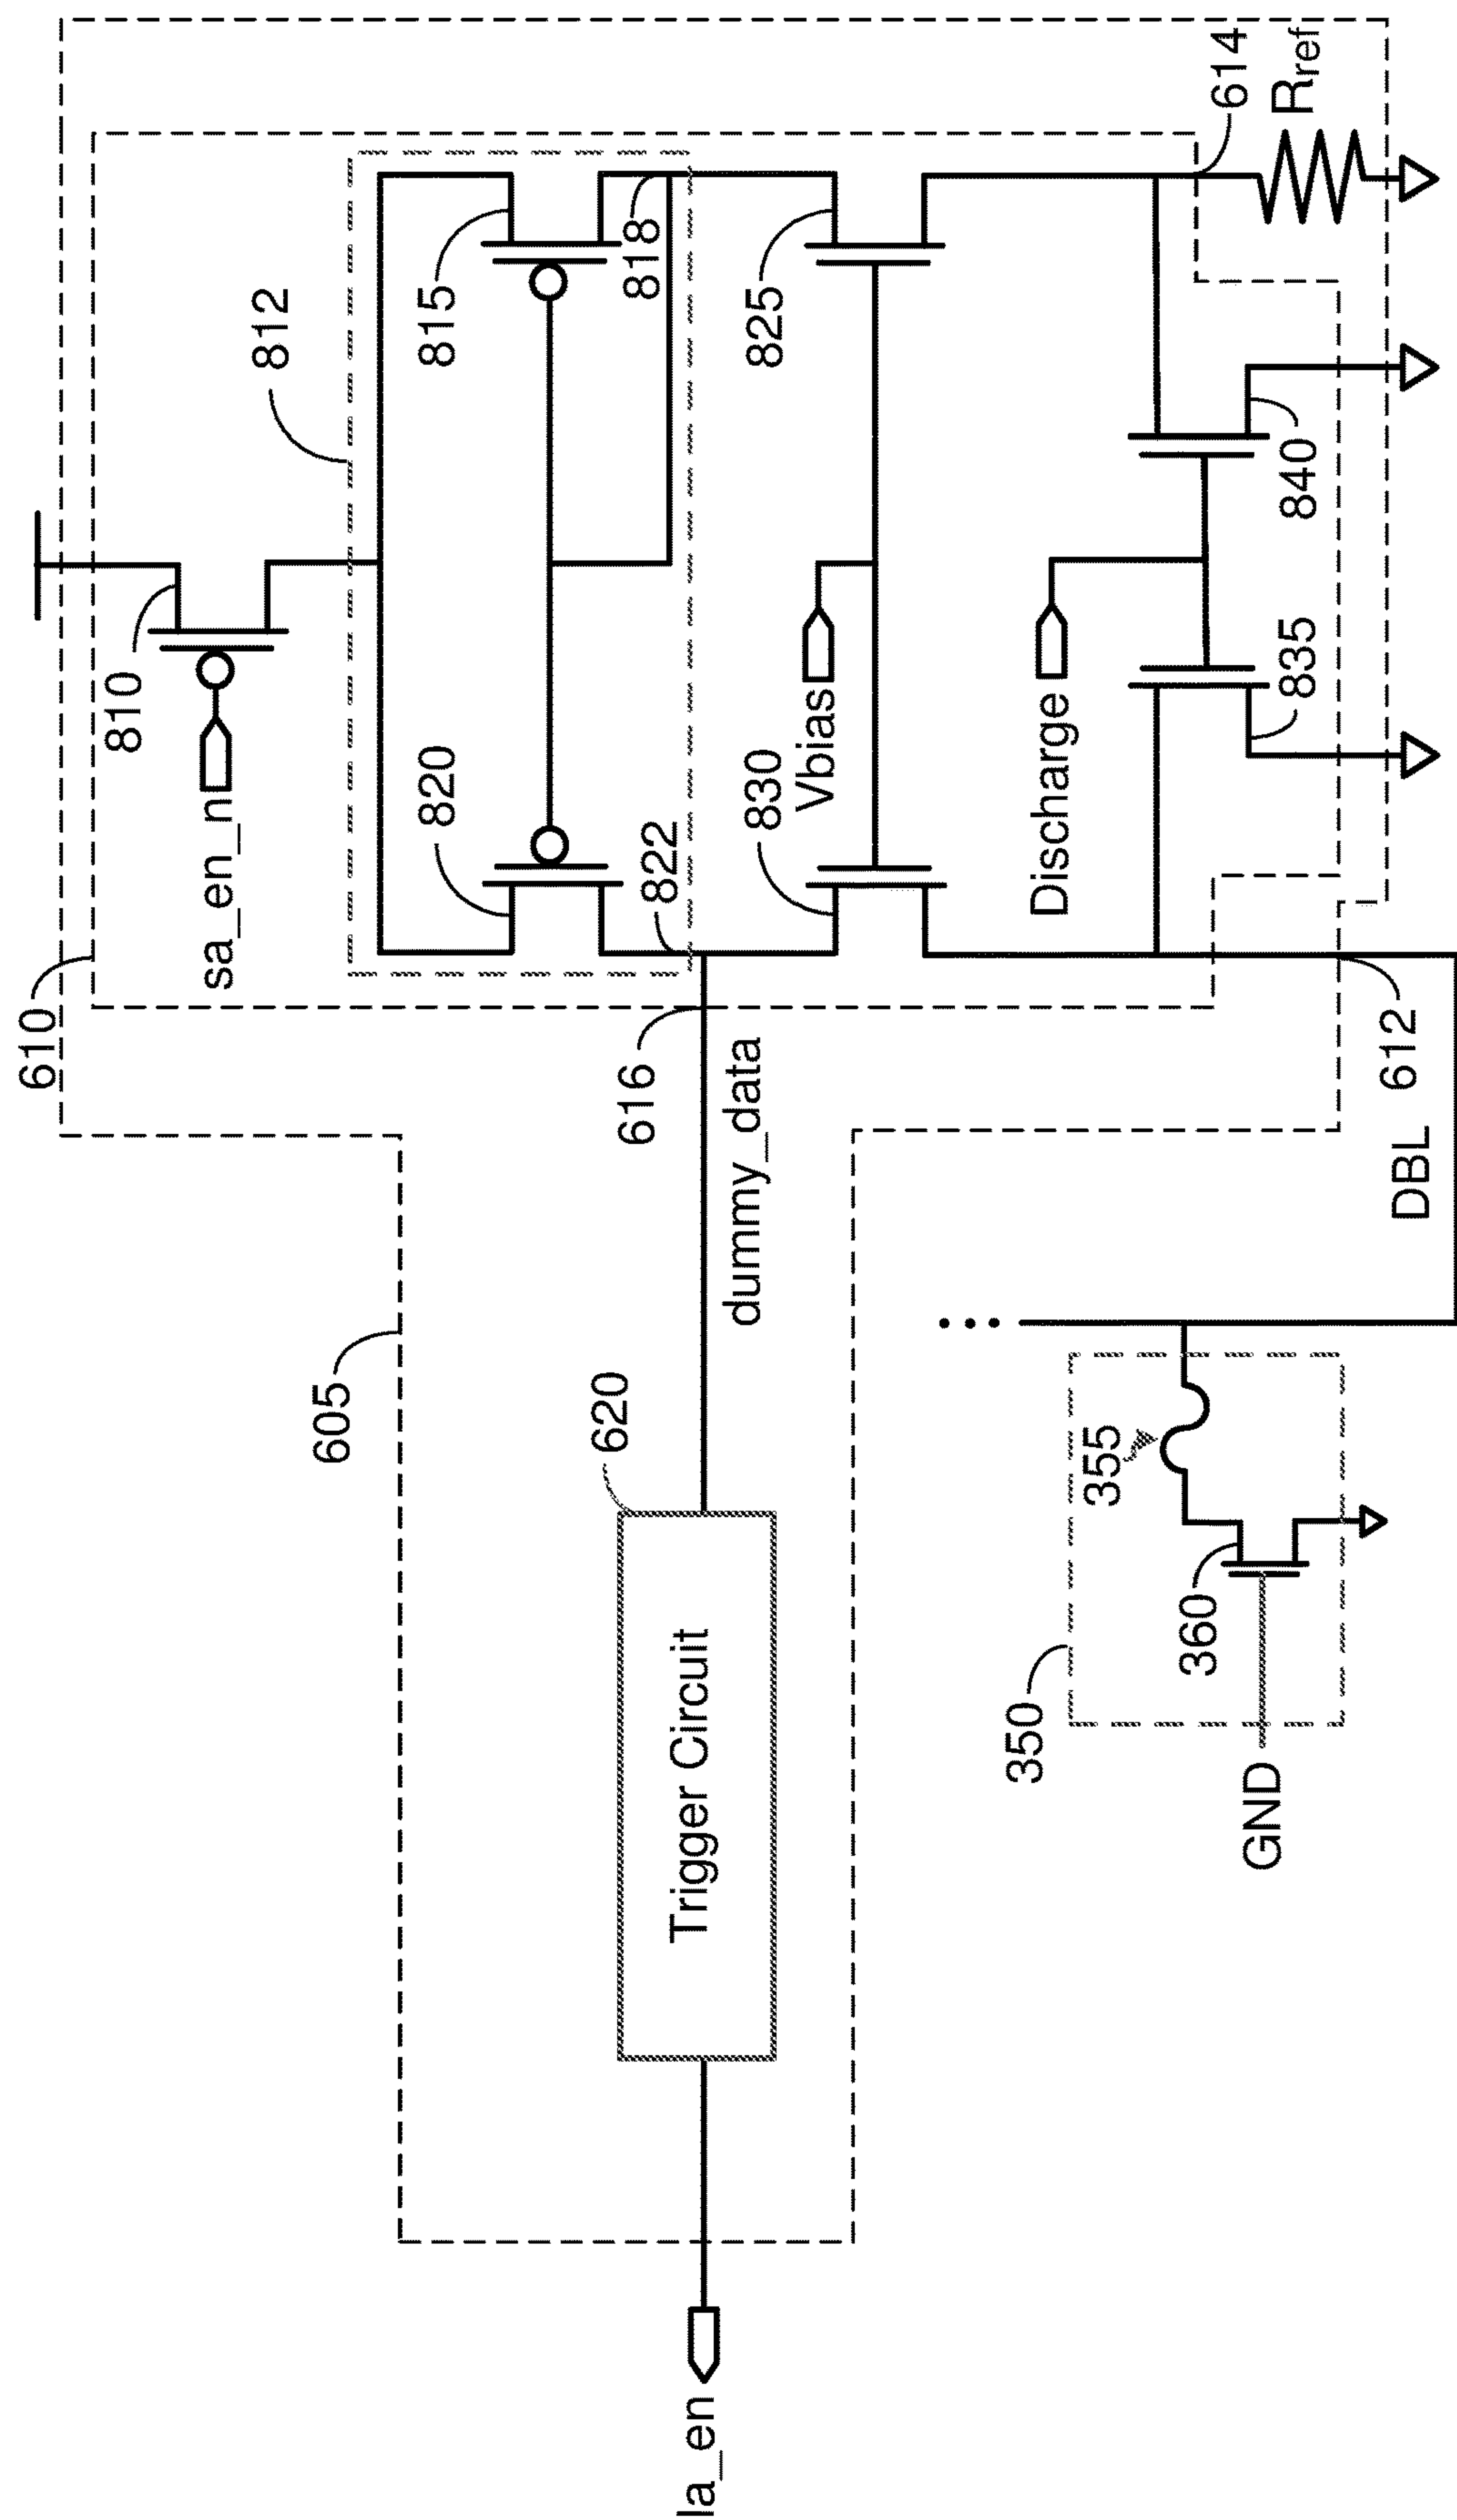 610
810
sa_en_n
812
815
820
818
822
825
830
Vbias
616
dummy_data
605
620
Trigger Circuit
la_en
Discharge
835
840
614
Rref
612
DBL
350
355
360
GND